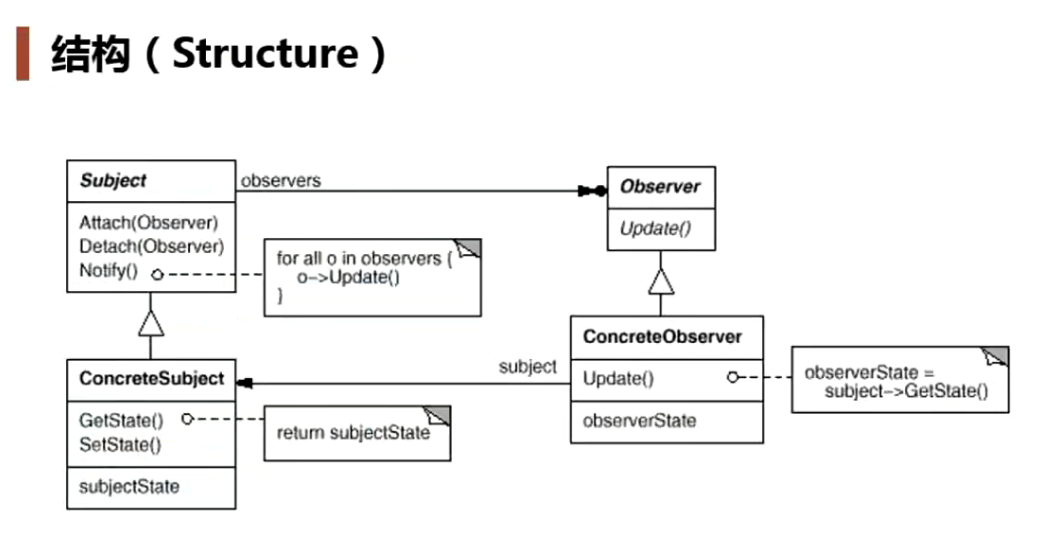 结构（Structure）
Subject
Attach(Observer)
Detach(Observer)
Notify()
observers
for all o in observers {
o->Update()
}
Observer
Update()
ConcreteSubject
GetState()
SetState()
subjectState
return subjectState
subject
ConcreteObserver
Update()
observerState
observerState =
subject->GetState()